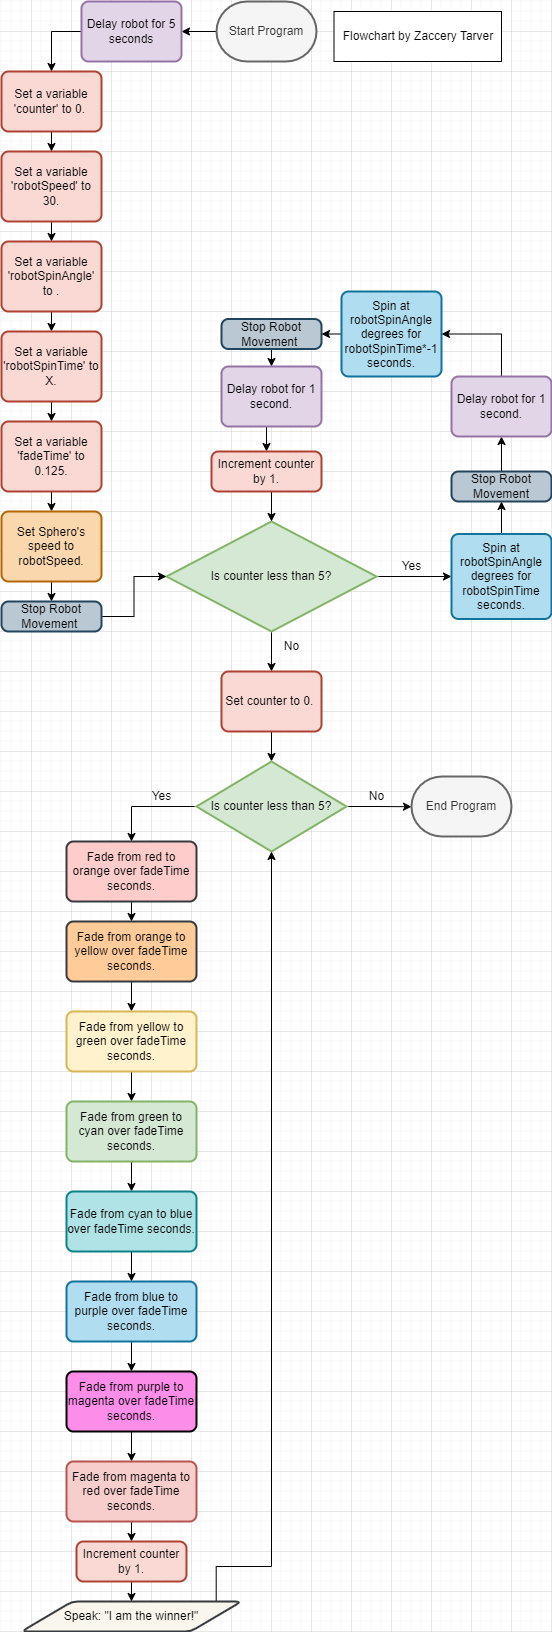 Start Program
Flowchart by Zaccery Tarver
Delay robot for 5
seconds
Set a variable
'counter' to 0.
Set a variable
'robotSpeed' to
30.
Set a variable
'robotSpinAngle'
to .
Set a variable
'robotSpinTime' to
X.
Set a variable
'fadeTime' to
0.125.
Set Sphero's
speed to
robotSpeed.
Stop Robot
Movement
Is counter less than 5?
Yes
Spin at
robotSpinAngle
degrees for
robotSpinTime
seconds.
Stop Robot
Movement
Delay robot for 1
second.
Spin at
robotSpinAngle
degrees for
robotSpinTime*-1
seconds.
Stop Robot
Movement
Delay robot for 1
second.
Increment counter
by 1.
No
Set counter to 0.
Is counter less than 5?
No
End Program
Yes
Fade from red to
orange over fadeTime
seconds.
Fade from orange to
yellow over fadeTime
seconds.
Fade from yellow to
green over fadeTime
seconds.
Fade from green to
cyan over fadeTime
seconds.
Fade from cyan to blue
over fadeTime seconds.
Fade from blue to
purple over fadeTime
seconds.
Fade from purple to
magenta over fadeTime
seconds.
Fade from magenta to
red over fadeTime
seconds.
Increment counter
by 1.
Speak: "I am the winner!"